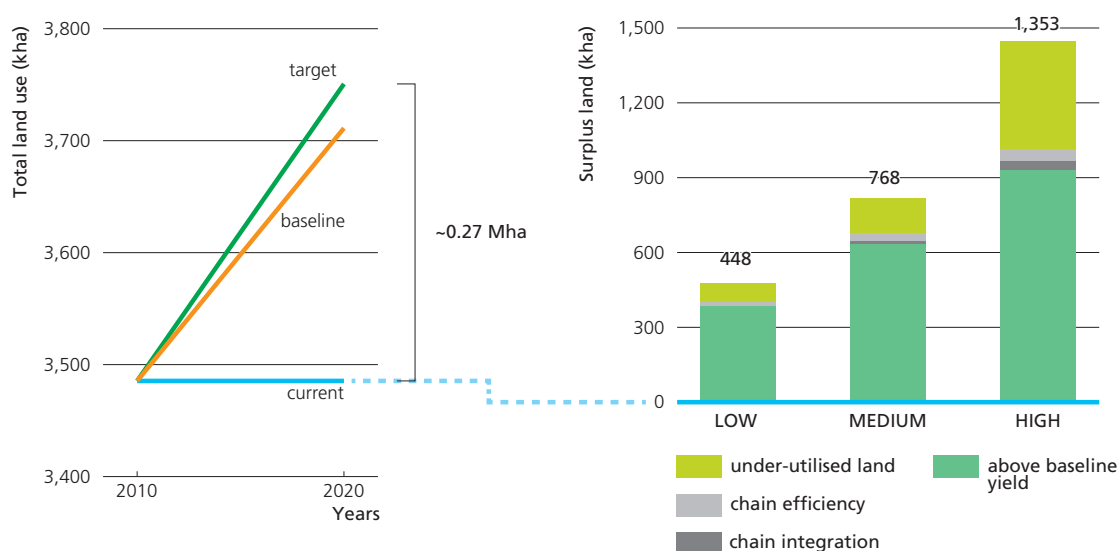 Total land use (kha)
3,800
3,700
3,600
3,500
3,400
target
baseline
current
~0.27 Mha
2010
2020
Years
Surplus land (kha)
1,500
1,200
900
600
300
0
448
768
1,353
LOW
MEDIUM
HIGH
under-utilised land
chain efficiency
chain integration
above baseline
yield